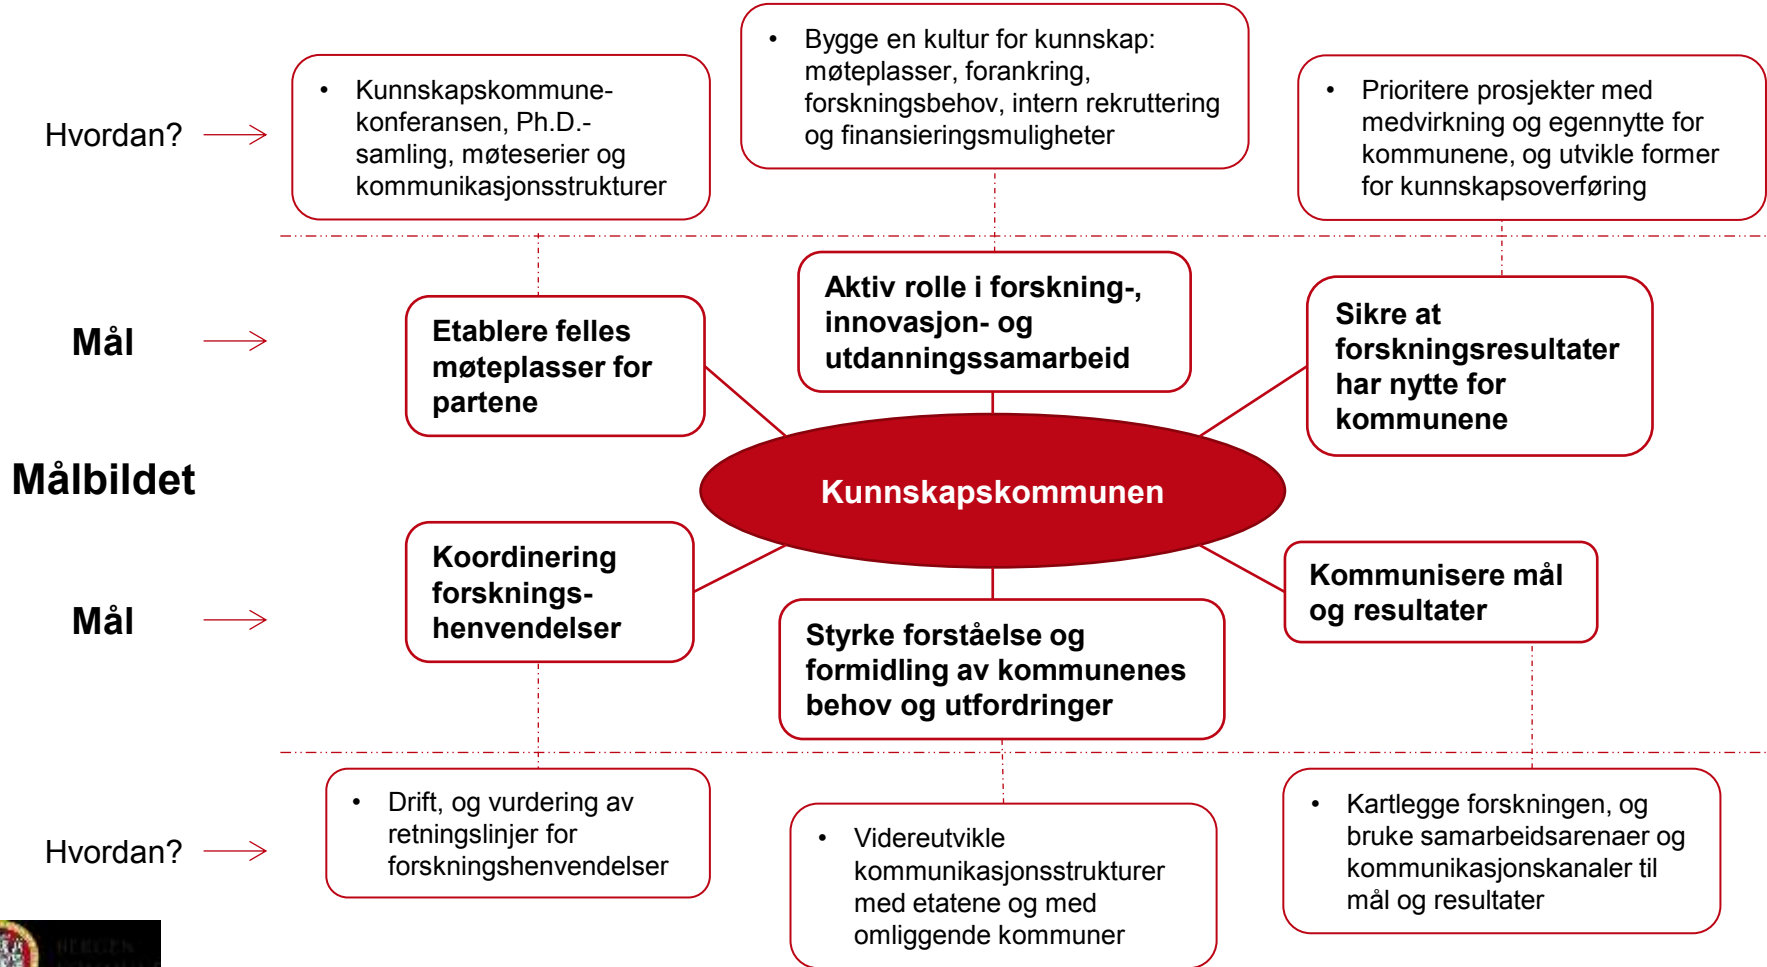 Hvordan?
• Kunnskapskommune-
konferansen, Ph.D.-
samling, møteserier og
kommunikasjonsstrukturer
• Bygge en kultur for kunnskap:
møteplasser, forankring,
forskningsbehov, intern rekruttering
og finansieringsmuligheter
• Prioritere prosjekter med
medvirkning og egennytte for
kommunene, og utvikle former
for kunnskapsoverføring
Mål
Etablere felles
møteplasser for
partene
Aktiv rolle i forskning-,
innovasjon- og
utdanningssamarbeid
Sikre at
forskningsresultater
har nytte for
kommunene
Målbildet
Kunnskapskommunen
Mål
Koordinering
forsknings-
henvendelser
Styrke forståelse og
formidling av kommunenes
behov og utfordringer
Kommunisere mål
og resultater
Hvordan?
• Drift, og vurdering av
retningslinjer for
forskningshenvendelser
• Videreutvikle
kommunikasjonsstrukturer
med etatene og med
omliggende kommuner
• Kartlegge forskningen, og
bruke samarbeidsarenaer og
kommunikasjonskanaler til
mål og resultater
BERGEN